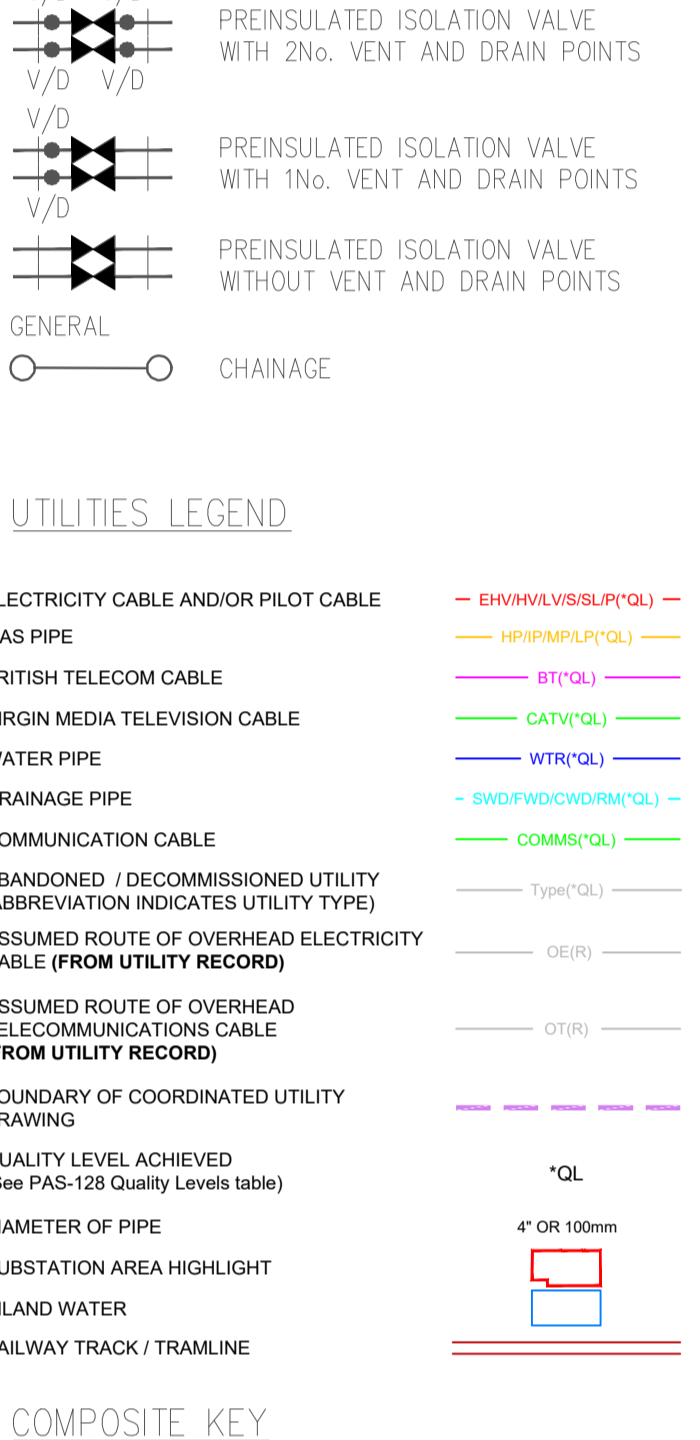 V/D V/D
PREINSULATED ISOLATION VALVE
WITH 2No. VENT AND DRAIN POINTS
V/D V/D
V/D
PREINSULATED ISOLATION VALVE
WITH 1No. VENT AND DRAIN POINTS
V/D
PREINSULATED ISOLATION VALVE
WITHOUT VENT AND DRAIN POINTS
GENERAL
CHAINAGE
UTILITIES LEGEND
LECTRICITY CABLE AND/OR PILOT CABLE EHV/HV/LV/S/SL/P(*QL)
AS PIPE HP/IP/MP/LP(*QL)
RITISH TELECOM CABLE BT(*QL)
IRGIN MEDIA TELEVISION CABLE CATV(*QL)
ATER PIPE WTR(*QL)
RAINAGE PIPE SWD/FWD/CWD/RM(*QL)
OMMUNICATION CABLE COMMS(*QL)
BANDONED / DECOMMISSIONED UTILITY
ABBREVIATION INDICATES UTILITY TYPE) Type(*QL)
SSUMED ROUTE OF OVERHEAD ELECTRICITY
ABLE (FROM UTILITY RECORD) OE(R)
SSUMED ROUTE OF OVERHEAD
ELECOMMUNICATIONS CABLE OT(R)
FROM UTILITY RECORD)
OUNDARY OF COORDINATED UTILITY
RAWING
UALITY LEVEL ACHIEVED
See PAS-128 Quality Levels table) *QL
IAMETER OF PIPE 4" OR 100mm
UBSTATION AREA HIGHLIGHT
NLAND WATER
AILWAY TRACK / TRAMLINE
COMPOSITE KEY